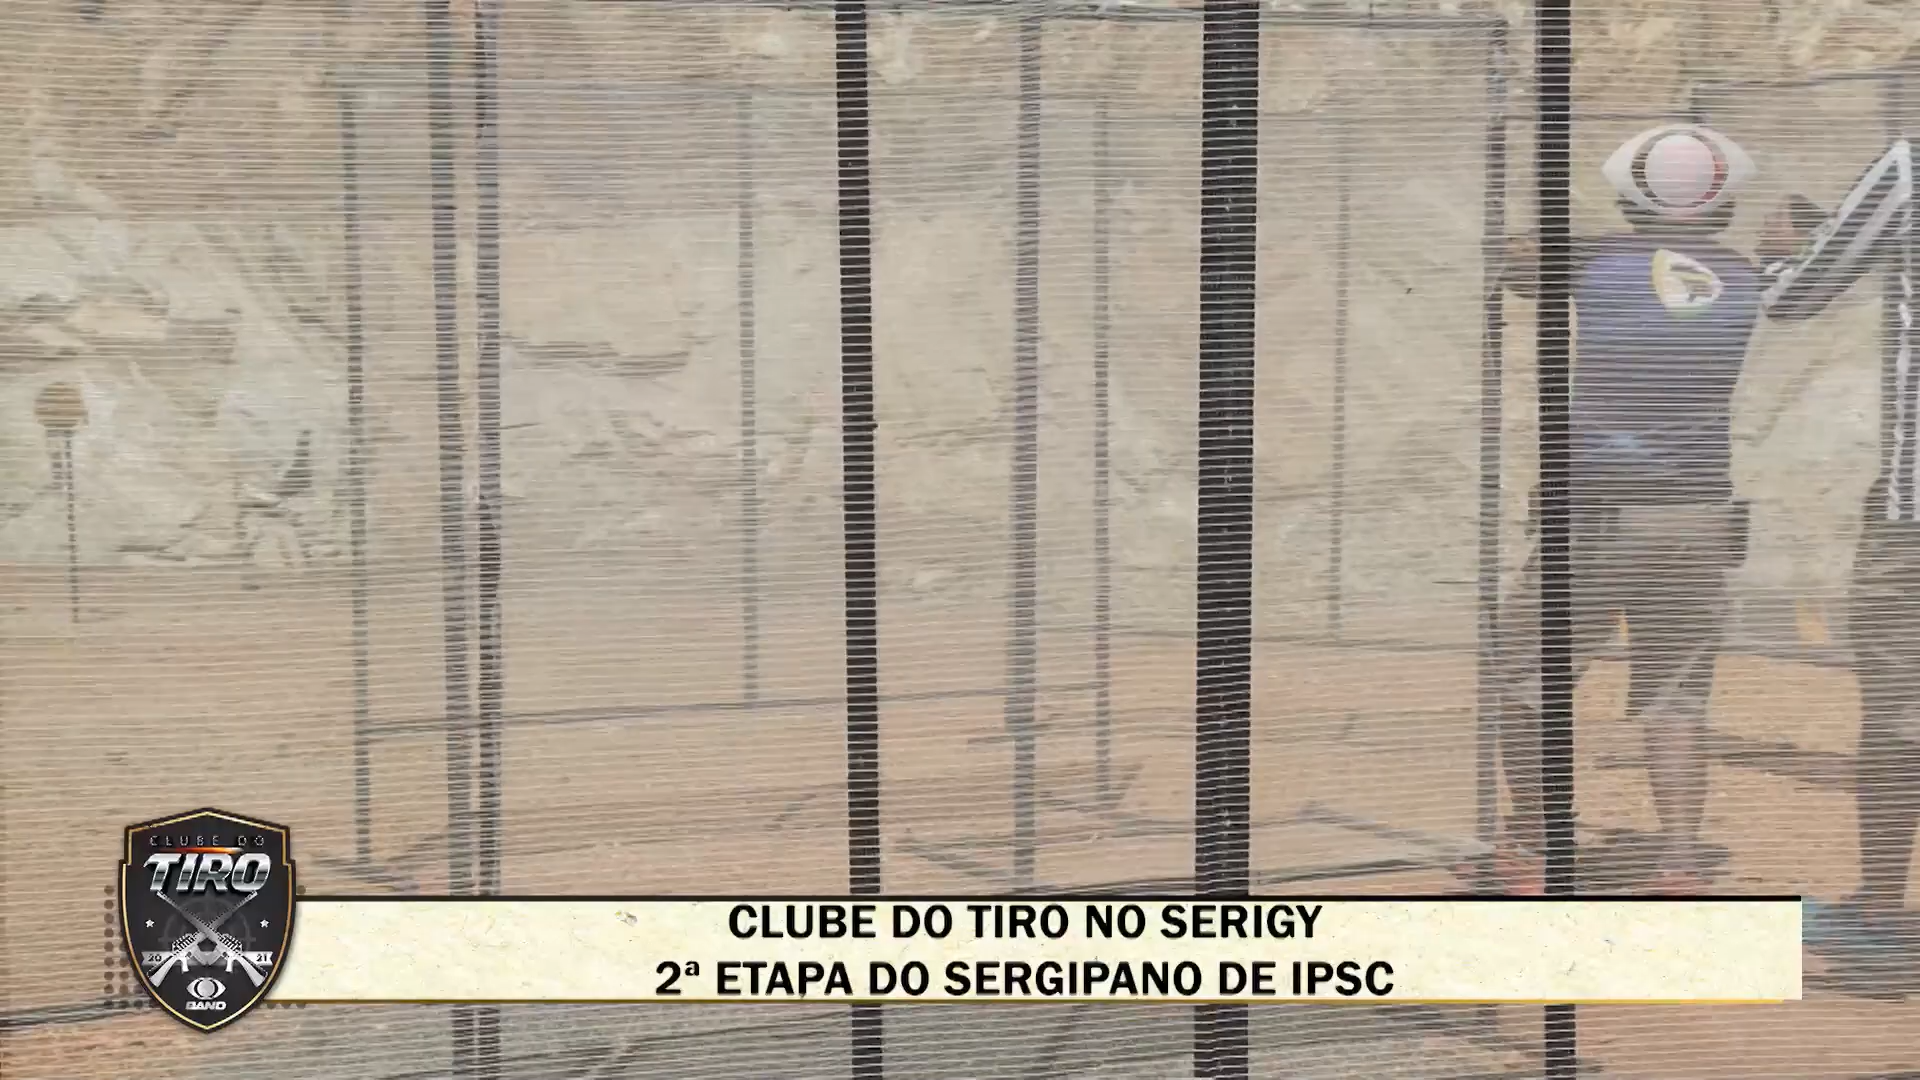 CLUBE DO
TIRO
20 21
BAND
CLUBE DO TIRO NO SERIGY
2ª ETAPA DO SERGIPANO DE IPSC